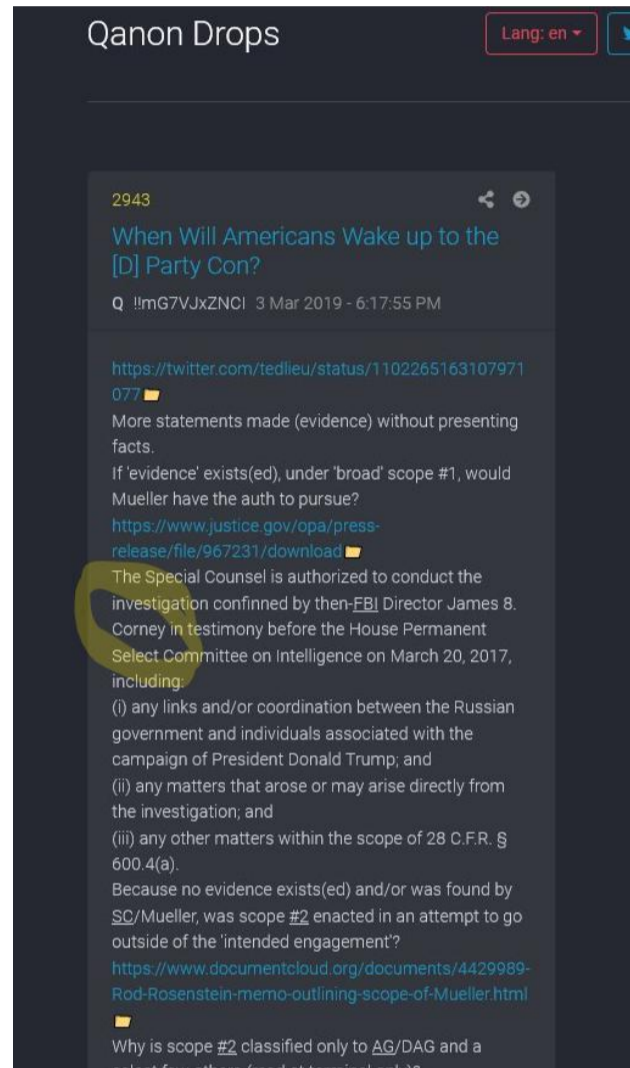 Qanon Drops
Lang: en
2943
When Will Americans Wake up to the
[D] Party Con?
Q !!mG7VJxZNCI 3 Mar 2019 - 6:17:55 PM
https://twitter.com/tedlieu/status/1102265163107971
077
More statements made (evidence) without presenting
facts.
If 'evidence' exists(ed), under 'broad' scope #1, would
Mueller have the auth to pursue?
https://www.justice.gov/opa/press-
release/file/967231/download
The Special Counsel is authorized to conduct the
investigation confinned by then-FBI Director James 8.
Corney in testimony before the House Permanent
Select Committee on Intelligence on March 20, 2017,
including:
(i) any links and/or coordination between the Russian
government and individuals associated with the
campaign of President Donald Trump; and
(ii) any matters that arose or may arise directly from
the investigation; and
(iii) any other matters within the scope of 28 C.F.R. §
600.4(a).
Because no evidence exists(ed) and/or was found by
SC/Mueller, was scope #2 enacted in an attempt to go
outside of the 'intended engagement'?
https://www.documentcloud.org/documents/4429989-
Rod-Rosenstein-memo-outlining-scope-of-Mueller.html
Why is scope #2 classified only to AG/DAG and a